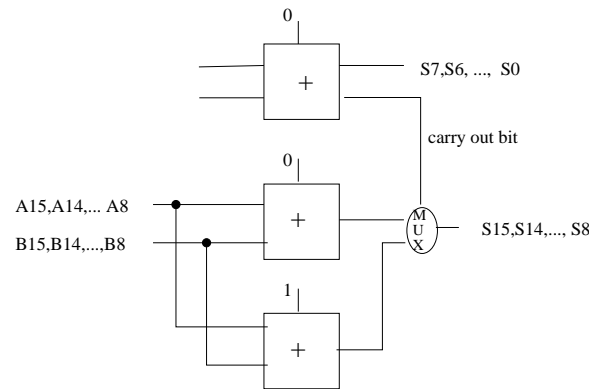 0
+
S7,S6, ..., S0
carry out bit
0
A15,A14,... A8
+
M
U
X
S15,S14,..., S8
B15,B14,...,B8
1
+